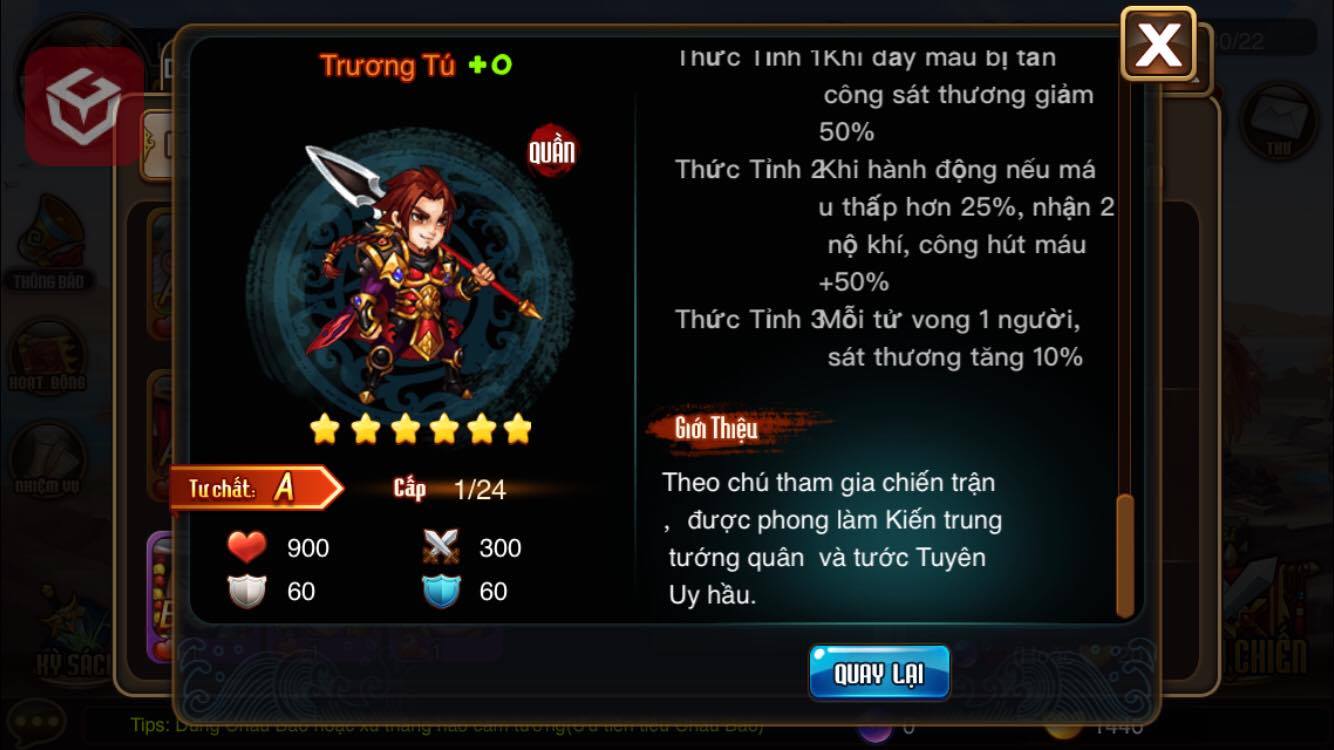 Trương Tú +0
QUẦN
Tư chất: A
Cấp 1/24
900
300
60
60
Thức Tỉnh 1Khi đầy máu bị tấn
công sát thương giảm
50%
Thức Tỉnh 2Khi hành động nếu má
u thấp hơn 25%, nhận 2
nộ khí, công hút máu
+50%
Thức Tỉnh 3Mỗi tử vong 1 người,
sát thương tăng 10%
Giới Thiệu
Theo chú tham gia chiến trận
, được phong làm Kiến trung
tướng quân và tước Tuyên
Uy hầu.
QUAY LẠI
X
THƯ
THÔNG BÁO
HOẠT ĐỘNG
NHIỆM VỤ
KỲ SÁCH
CHIẾN
Tips:
0
1440